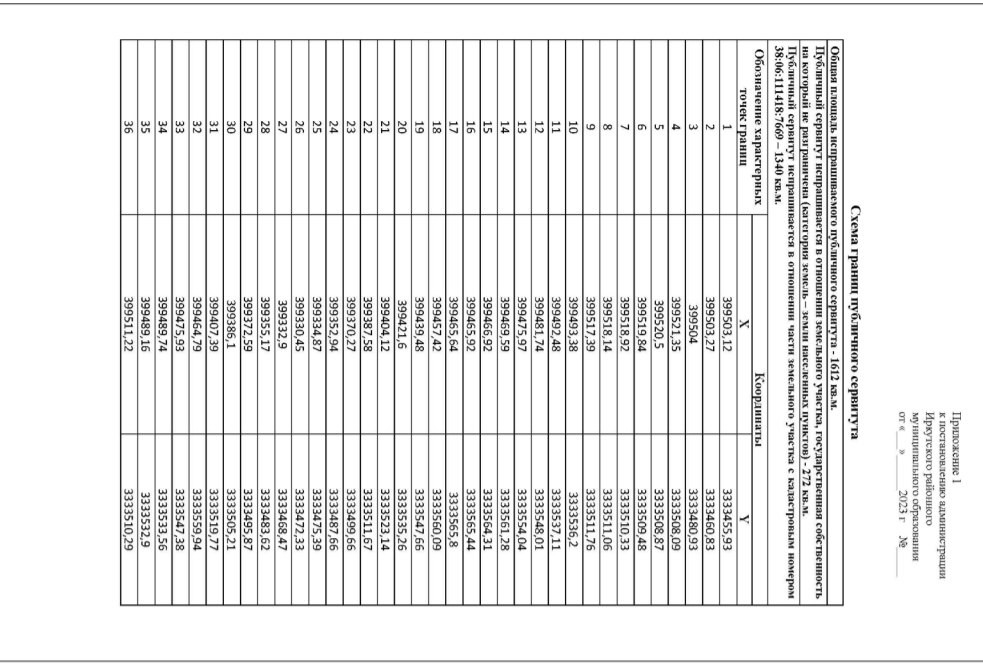 Приложение 1
к постановлению администрации
Иркутского районного
муниципального образования
от «___» ______ 2023 г №____
Схема границ публичного сервитута
Общая площадь испрашиваемого публичного сервитута - 1612 кв.м.
Публичный сервитут испрашивается в отношении земельного участка, государственная собственность
на который не разграничена (категория земель – земли населенных пунктов) - 272 кв.м.
Публичный сервитут испрашивается в отношении части земельного участка с кадастровым номером
38:06:111418:7669 – 1340 кв.м.
Обозначение характерных точек границ Координаты
X Y
1 399503,12 3333455,93
2 399503,27 3333460,83
3 399504 3333480,93
4 399521,35 3333508,09
5 399520,5 3333508,87
6 399519,84 3333509,48
7 399518,92 3333510,33
8 399518,14 3333511,06
9 399517,39 3333511,76
10 399493,38 3333536,2
11 399492,48 3333537,11
12 399481,74 3333548,01
13 399475,97 3333554,04
14 399469,59 3333561,28
15 399466,92 3333564,31
16 399465,92 3333565,44
17 399465,64 3333565,8
18 399457,42 3333560,09
19 399439,48 3333547,66
20 399421,6 3333535,26
21 399404,12 3333523,14
22 399387,58 3333511,67
23 399370,27 3333499,66
24 399352,94 3333487,66
25 399334,87 3333475,39
26 399330,45 3333472,33
27 399332,9 3333468,47
28 399355,17 3333483,62
29 399372,59 3333495,87
30 399386,1 3333505,21
31 399407,39 3333519,77
32 399464,79 3333559,94
33 399475,93 3333547,38
34 399489,74 3333533,56
35 399489,16 3333532,9
36 399511,22 3333510,29